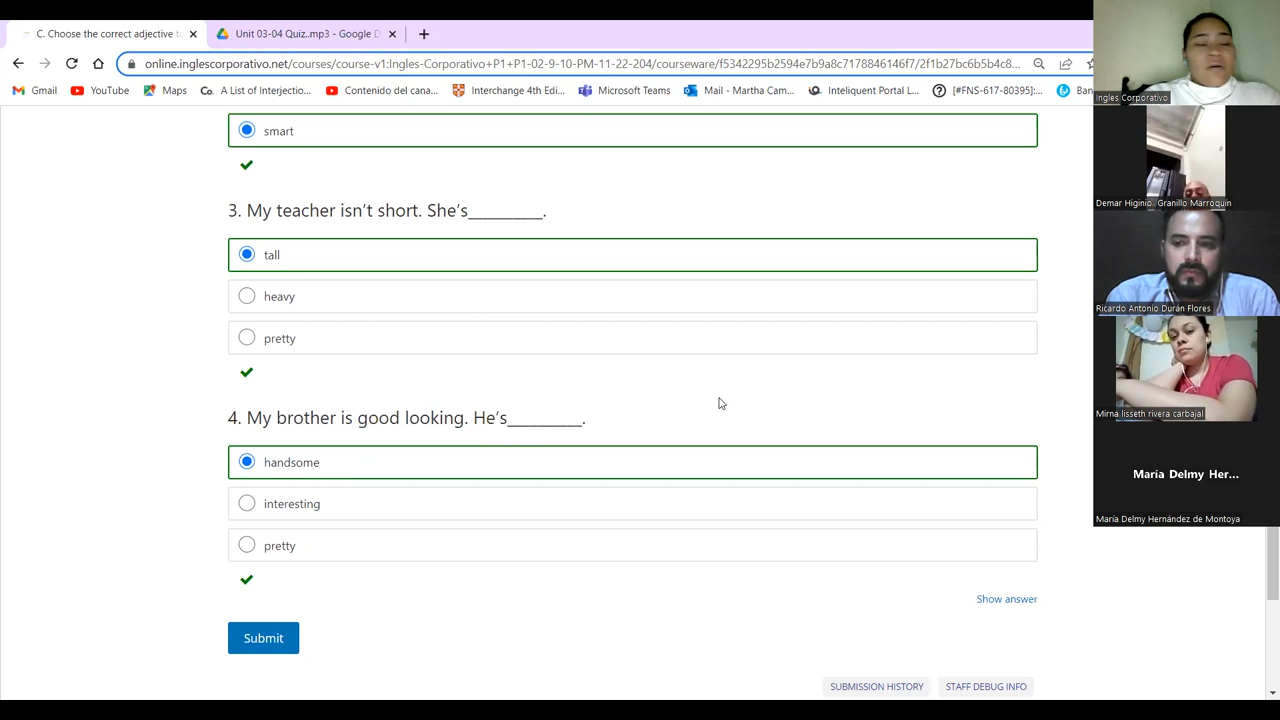 C. Choose the correct adjective t
Unit 03-04 Quiz..mp3 - Google D
online.inglescorporativo.net/courses/course-v1:Ingles-Corporativo+P1+P1-02-9-10-PM-11-22-204/courseware/f5342295b2594e7b9a8c7178846146f7/2f1b27bc6b5b4c8...
Gmail
YouTube
Maps
A List of Interjectio...
Contenido del cana...
Interchange 4th Edi...
Microsoft Teams
Mail - Martha Cam...
Inteliquent Portal L...
[#FNS-617-80395]:...
Ban
smart
3. My teacher isn’t short. She’s_________.
tall
heavy
pretty
4. My brother is good looking. He’s_________.
handsome
interesting
pretty
Show answer
Submit
SUBMISSION HISTORY
STAFF DEBUG INFO
Ingles Corporativo
Demar Higinio Granillo Marroquin
Ricardo Antonio Durán Flores
Mirna lisseth rivera carbajal
María Delmy Her...
María Delmy Hernández de Montoya